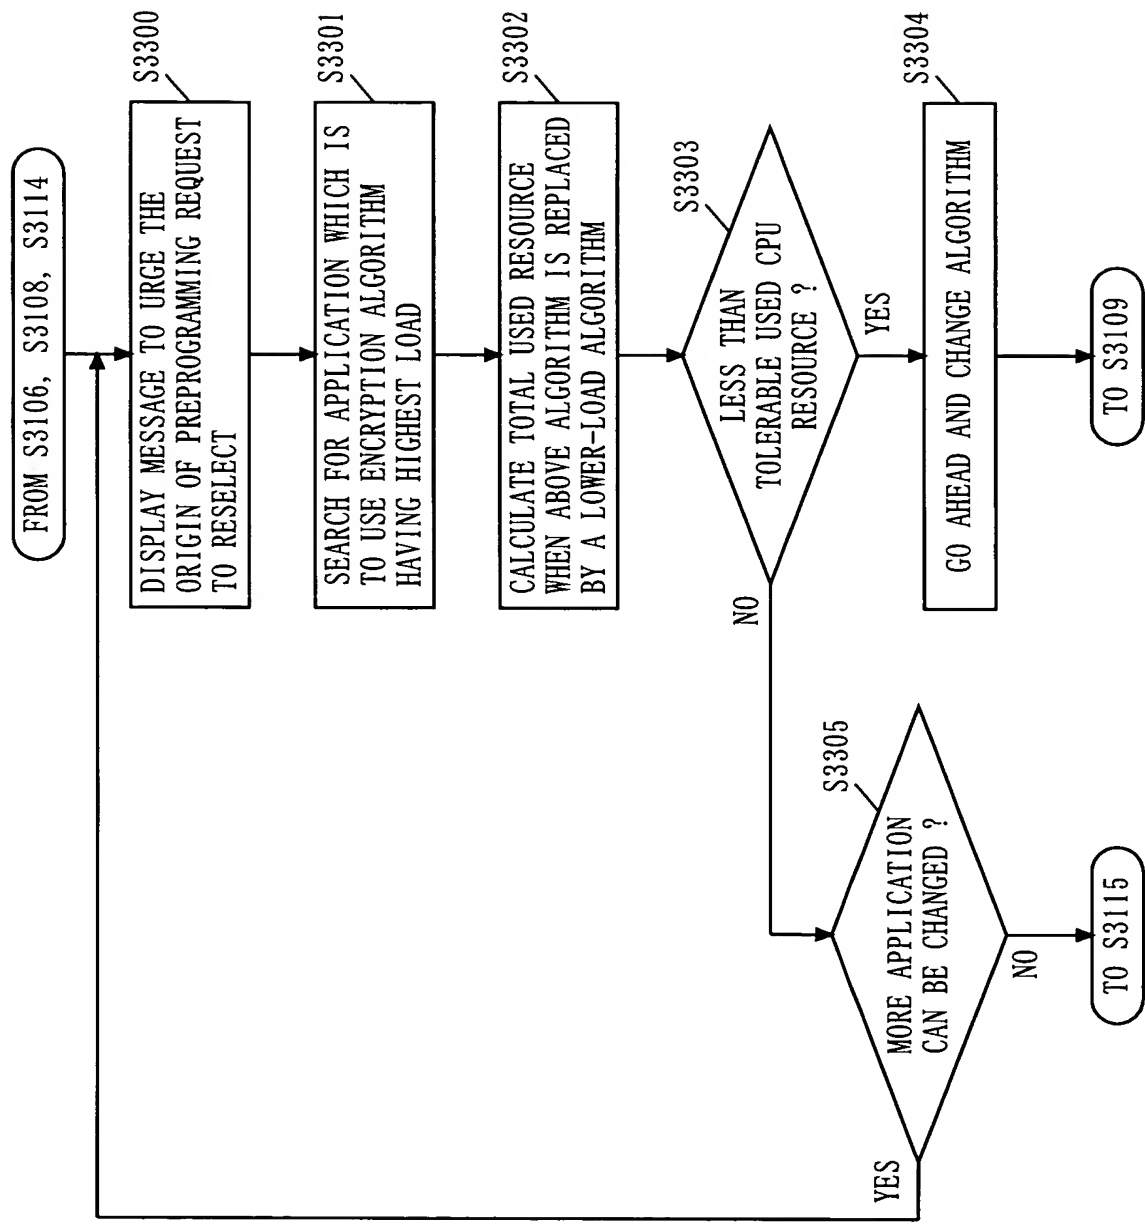 FROM S3106, S3108, S3114
S3300
DISPLAY MESSAGE TO URGE THE
ORIGIN OF PREPROGRAMMING REQUEST
TO RESELECT
S3301
SEARCH FOR APPLICATION WHICH IS
TO USE ENCRYPTION ALGORITHM
HAVING HIGHEST LOAD
S3302
CALCULATE TOTAL USED RESOURCE
WHEN ABOVE ALGORITHM IS REPLACED
BY A LOWER-LOAD ALGORITHM
S3303
LESS THAN
TOLERABLE USED CPU
RESOURCE ?
NO
YES
S3304
GO AHEAD AND CHANGE ALGORITHM
TO S3109
S3305
MORE APPLICATION
CAN BE CHANGED ?
YES
NO
TO S3115